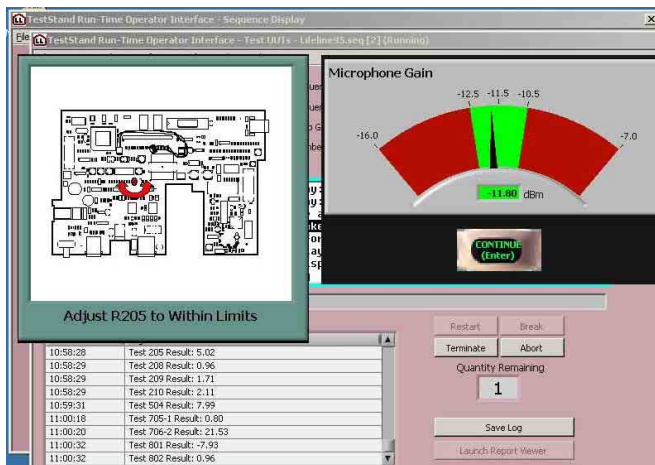 TestStand Run-Time Operator Interface - Sequence Display
File
TestStand Run-Time Operator Interface - Test UUTs - Lifeline95.seq [2] (Running)
Microphone Gain
-16.0
-12.5
-11.5
-10.5
-7.0
-11.80 dBm
CONTINUE
(Enter)
Adjust R205 to Within Limits
10:58:28 Test 205 Result: 5.02
10:58:29 Test 208 Result: 0.96
10:58:29 Test 209 Result: 1.71
10:58:29 Test 210 Result: 2.11
10:59:31 Test 504 Result: 7.99
11:00:18 Test 705-1 Result: 0.80
11:00:20 Test 706-2 Result: 21.53
11:00:32 Test 801 Result: -7.93
11:00:32 Test 802 Result: 0.96
Restart Break
Terminate Abort
Quantity Remaining
1
Save Log
Launch Report Viewer